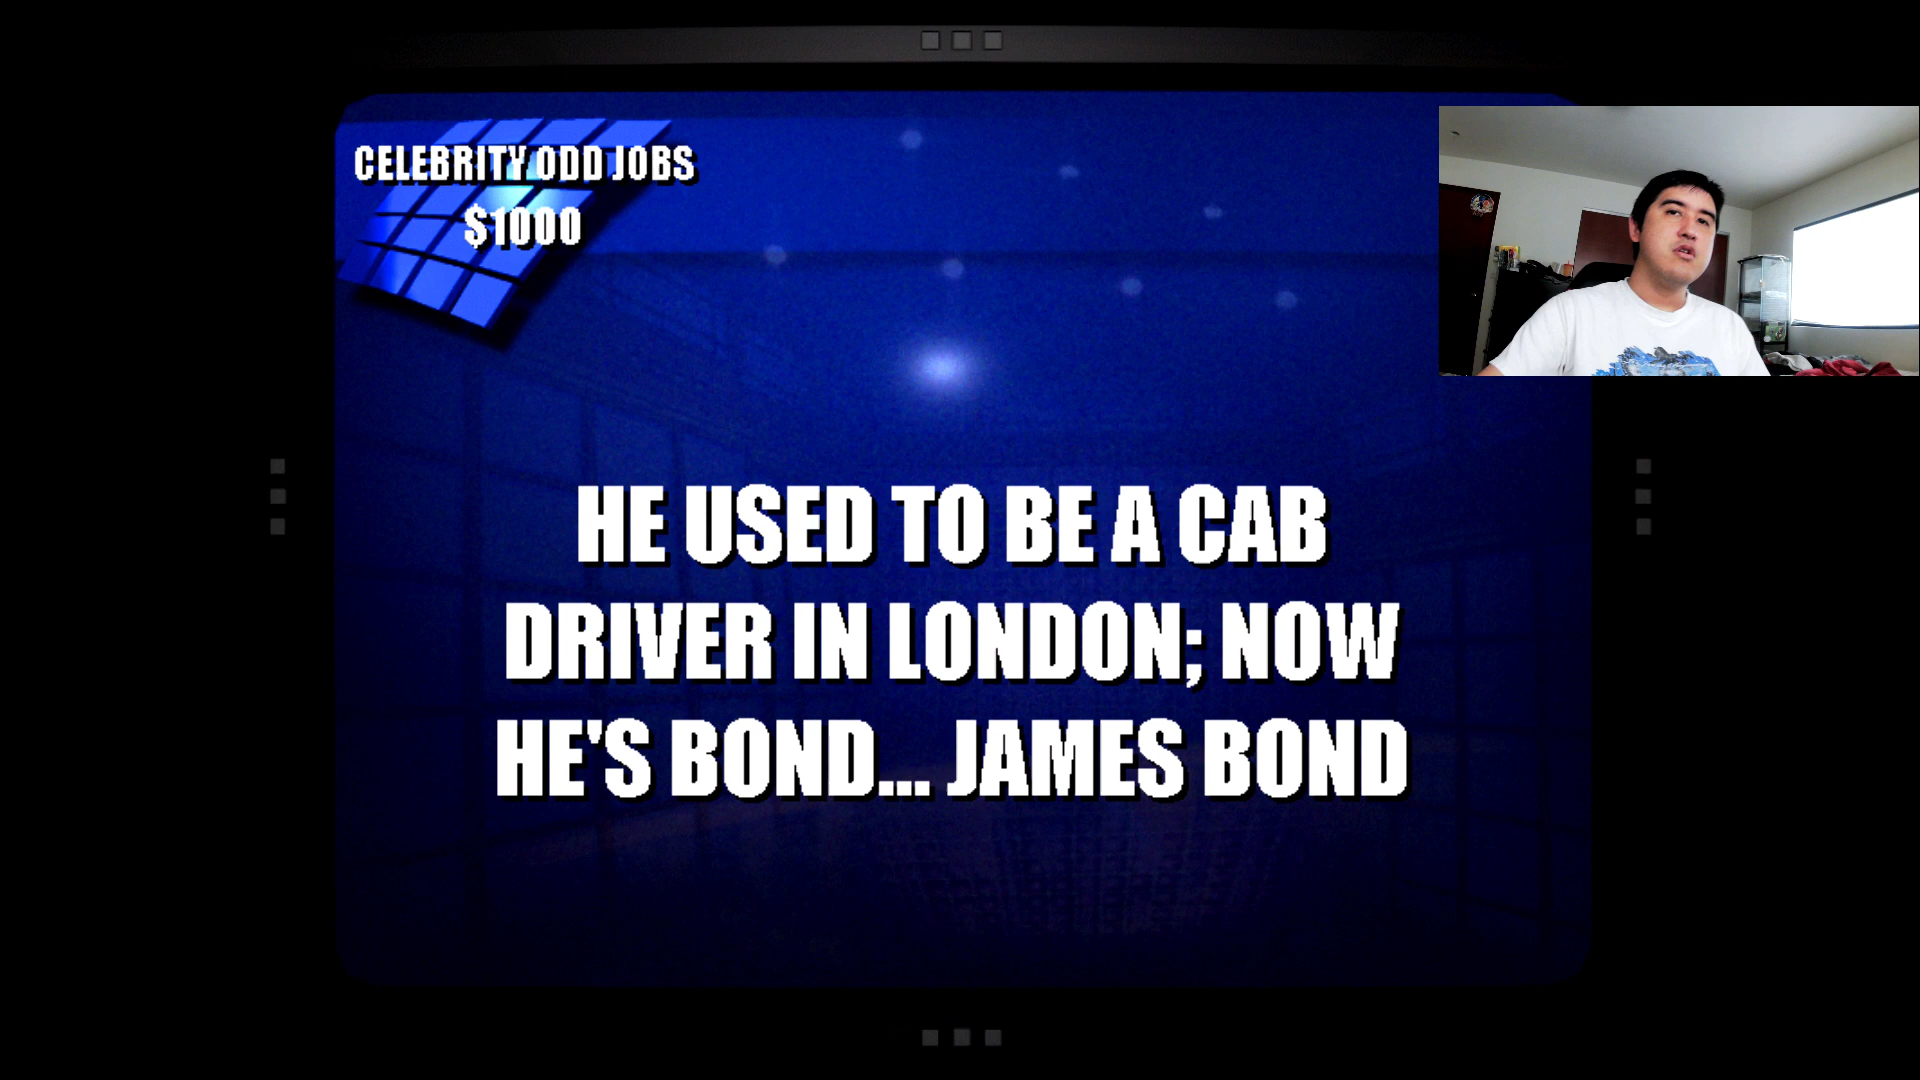 CELEBRITY ODD JOBS
$1000
HE USED TO BE A CAB
DRIVER IN LONDON; NOW
HE'S BOND... JAMES BOND